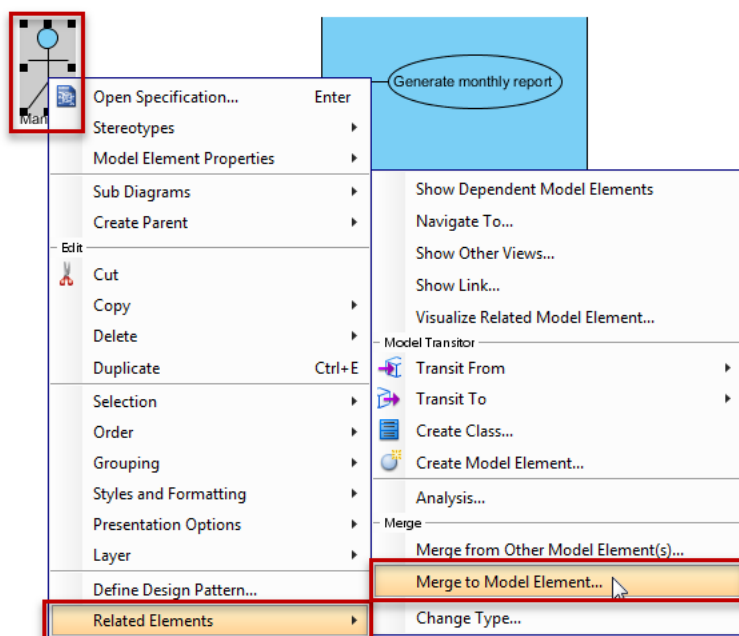 Generate monthly report
Man
Open Specification... Enter
Stereotypes
Model Element Properties
Sub Diagrams
Create Parent
Edit
Cut
Copy
Delete
Duplicate Ctrl+E
Selection
Order
Grouping
Styles and Formatting
Presentation Options
Layer
Define Design Pattern...
Related Elements
Show Dependent Model Elements
Navigate To...
Show Other Views...
Show Link...
Visualize Related Model Element...
Model Transitor
Transit From
Transit To
Create Class...
Create Model Element...
Analysis...
Merge
Merge from Other Model Element(s)...
Merge to Model Element...
Change Type...